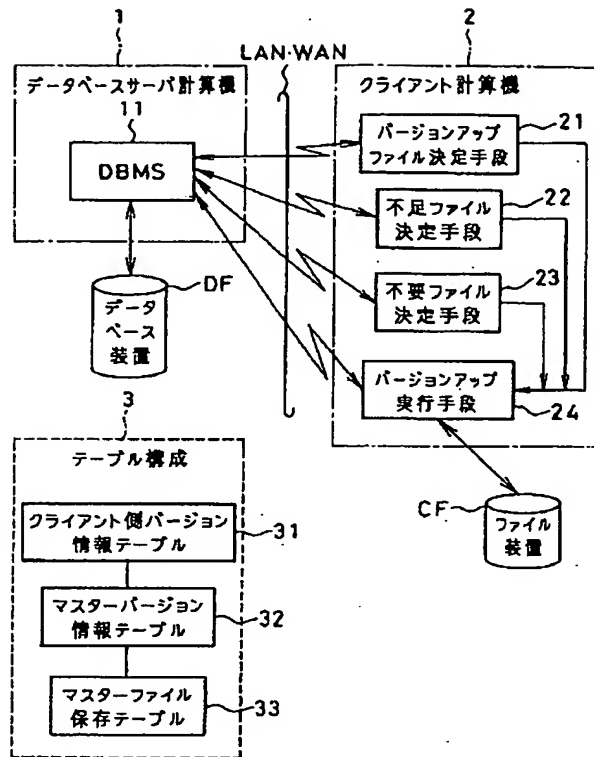 1
LAN・WAN
2
データベースサーバ計算機
11
DBMS
DF
データ
ベース
装置
クライアント計算機
21
バージョンアップ
ファイル決定手段
22
不足ファイル
決定手段
23
不要ファイル
決定手段
バージョンアップ
実行手段
24
CF
ファイル
装置
3
テーブル構成
クライアント側バージョン
情報テーブル
31
マスターバージョン
情報テーブル
32
マスターファイル
保存テーブル
33